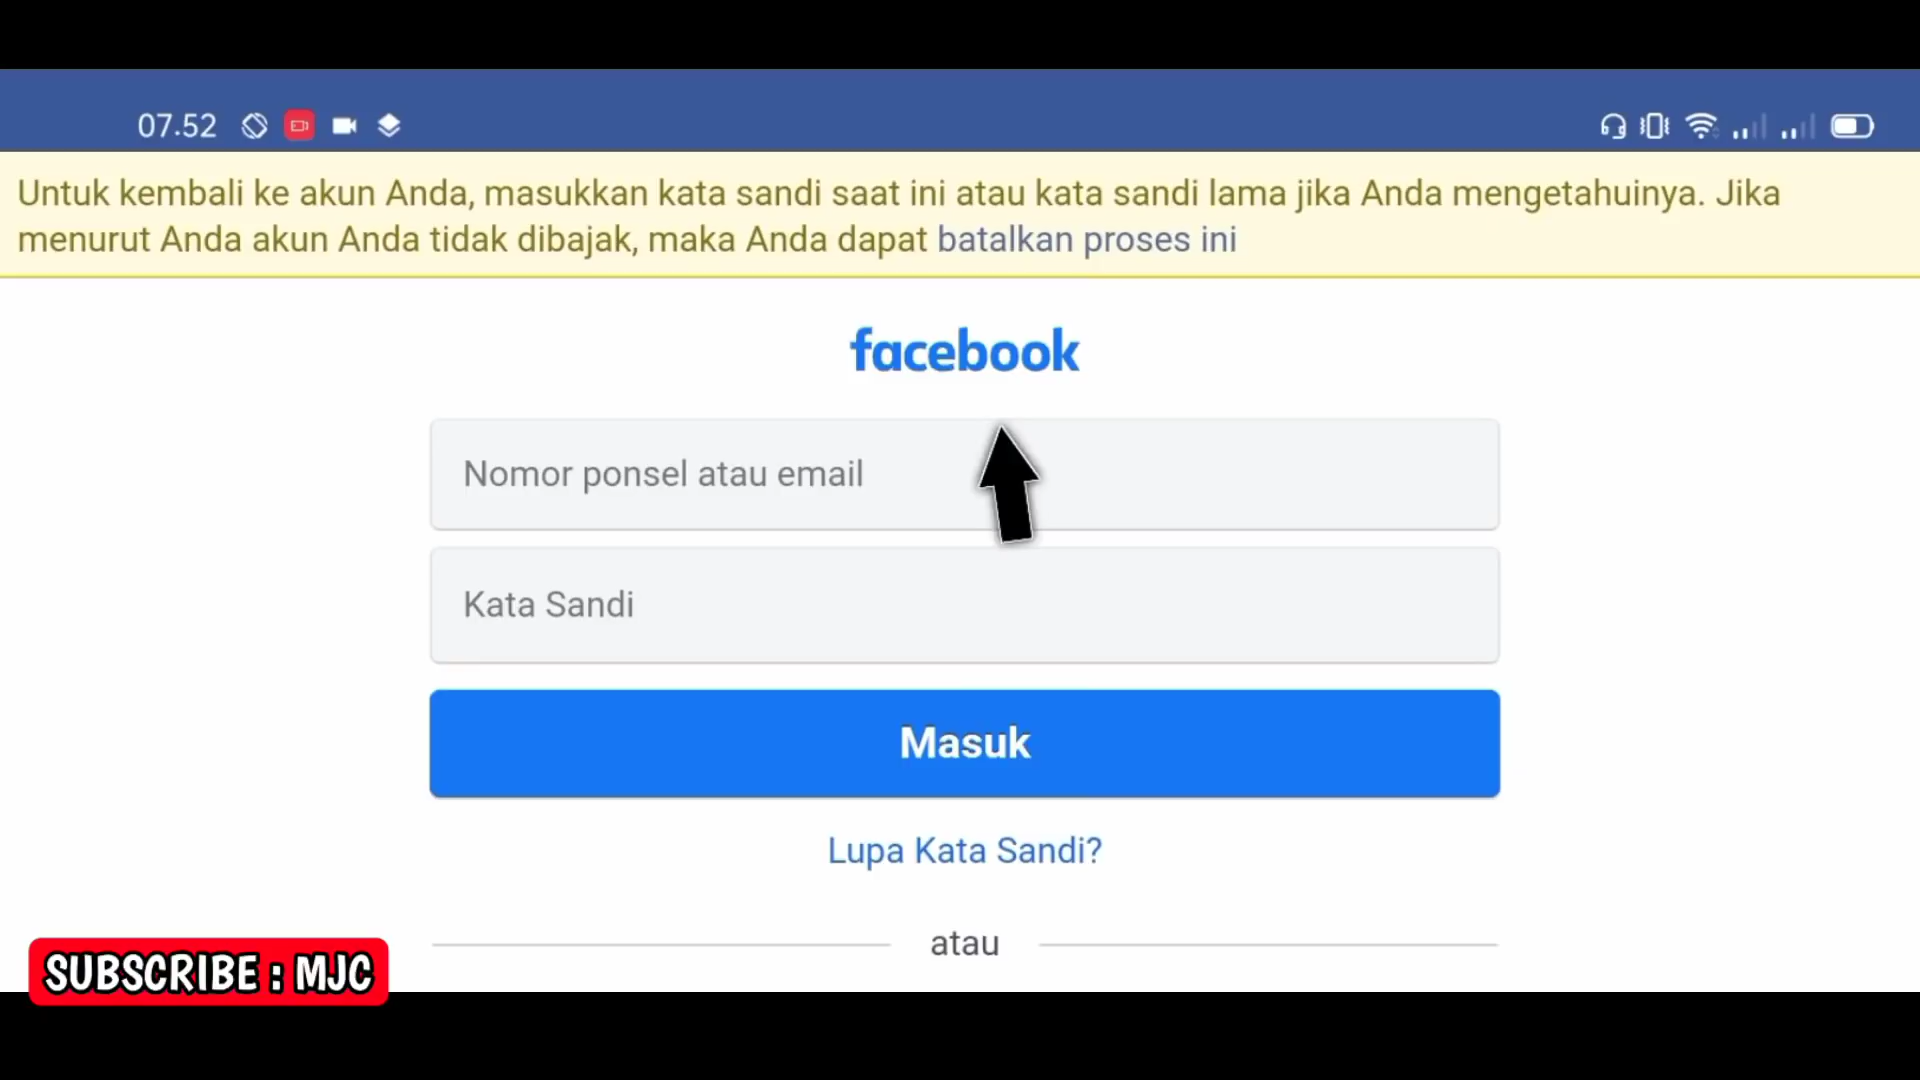 07.52
Untuk kembali ke akun Anda, masukkan kata sandi saat ini atau kata sandi lama jika Anda mengetahuinya. Jika
menurut Anda akun Anda tidak dibajak, maka Anda dapat batalkan proses ini
facebook
Nomor ponsel atau email
Kata Sandi
Masuk
Lupa Kata Sandi?
atau
SUBSCRIBE : MJC